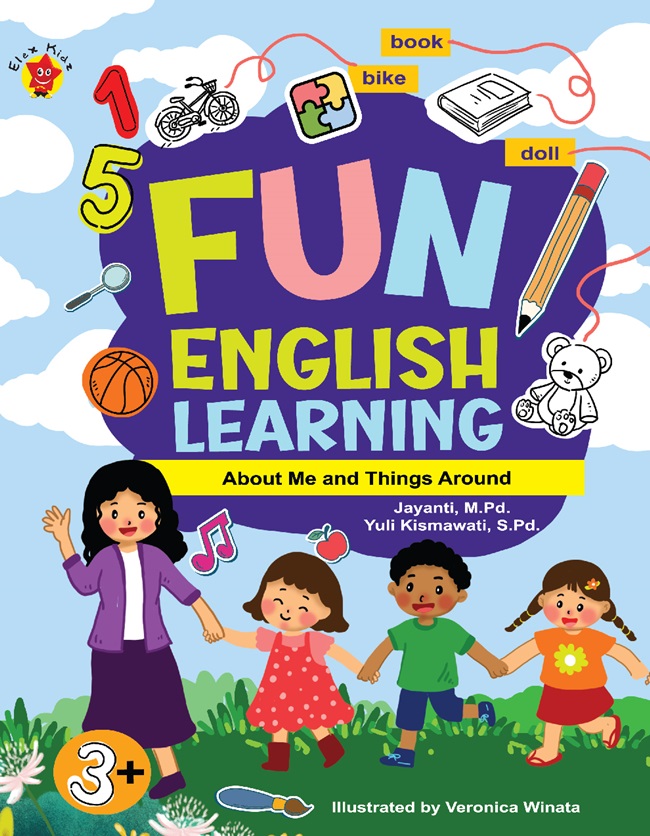 Elex Kidz
book
bike
doll
1
5
FUN
ENGLISH
LEARNING
About Me and Things Around
Jayanti, M.Pd.
Yuli Kismawati, S.Pd.
3+
Illustrated by Veronica Winata